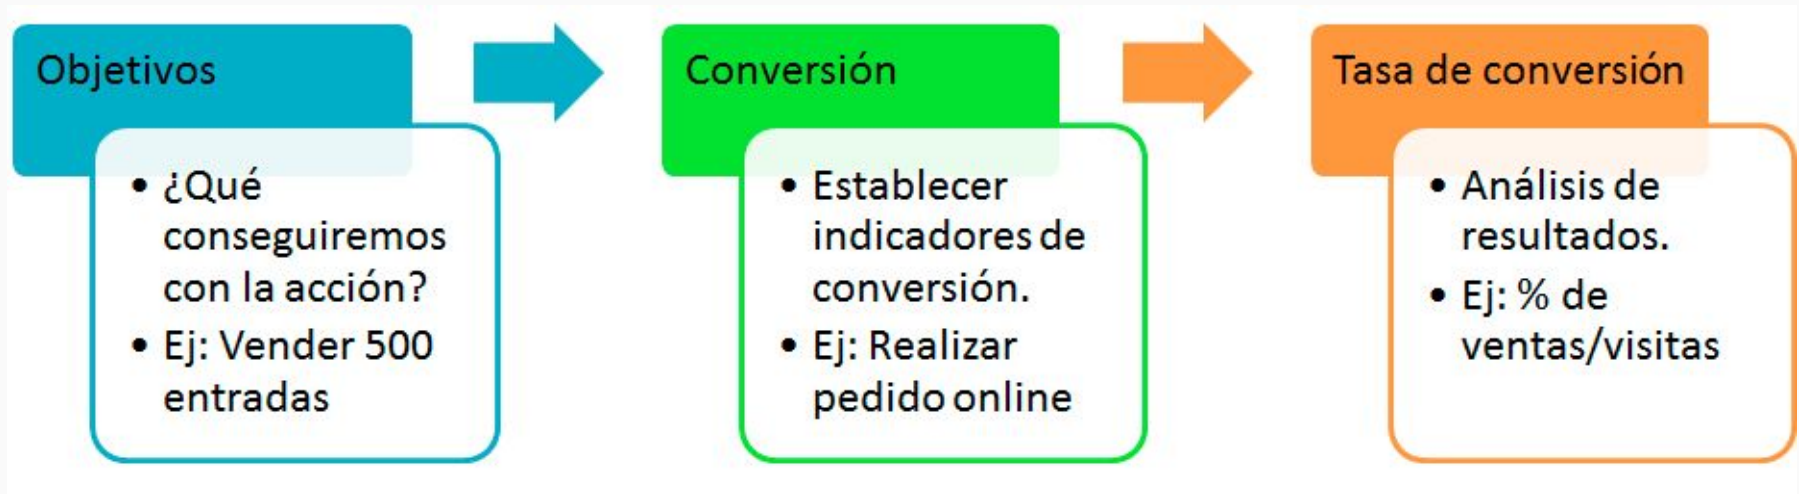 Objetivos
• ¿Qué
conseguiremos
con la acción?
• Ej: Vender 500
entradas
Conversión
• Establecer
indicadores de
conversión.
• Ej: Realizar
pedido online
Tasa de conversión
• Análisis de
resultados.
• Ej: % de
ventas/visitas